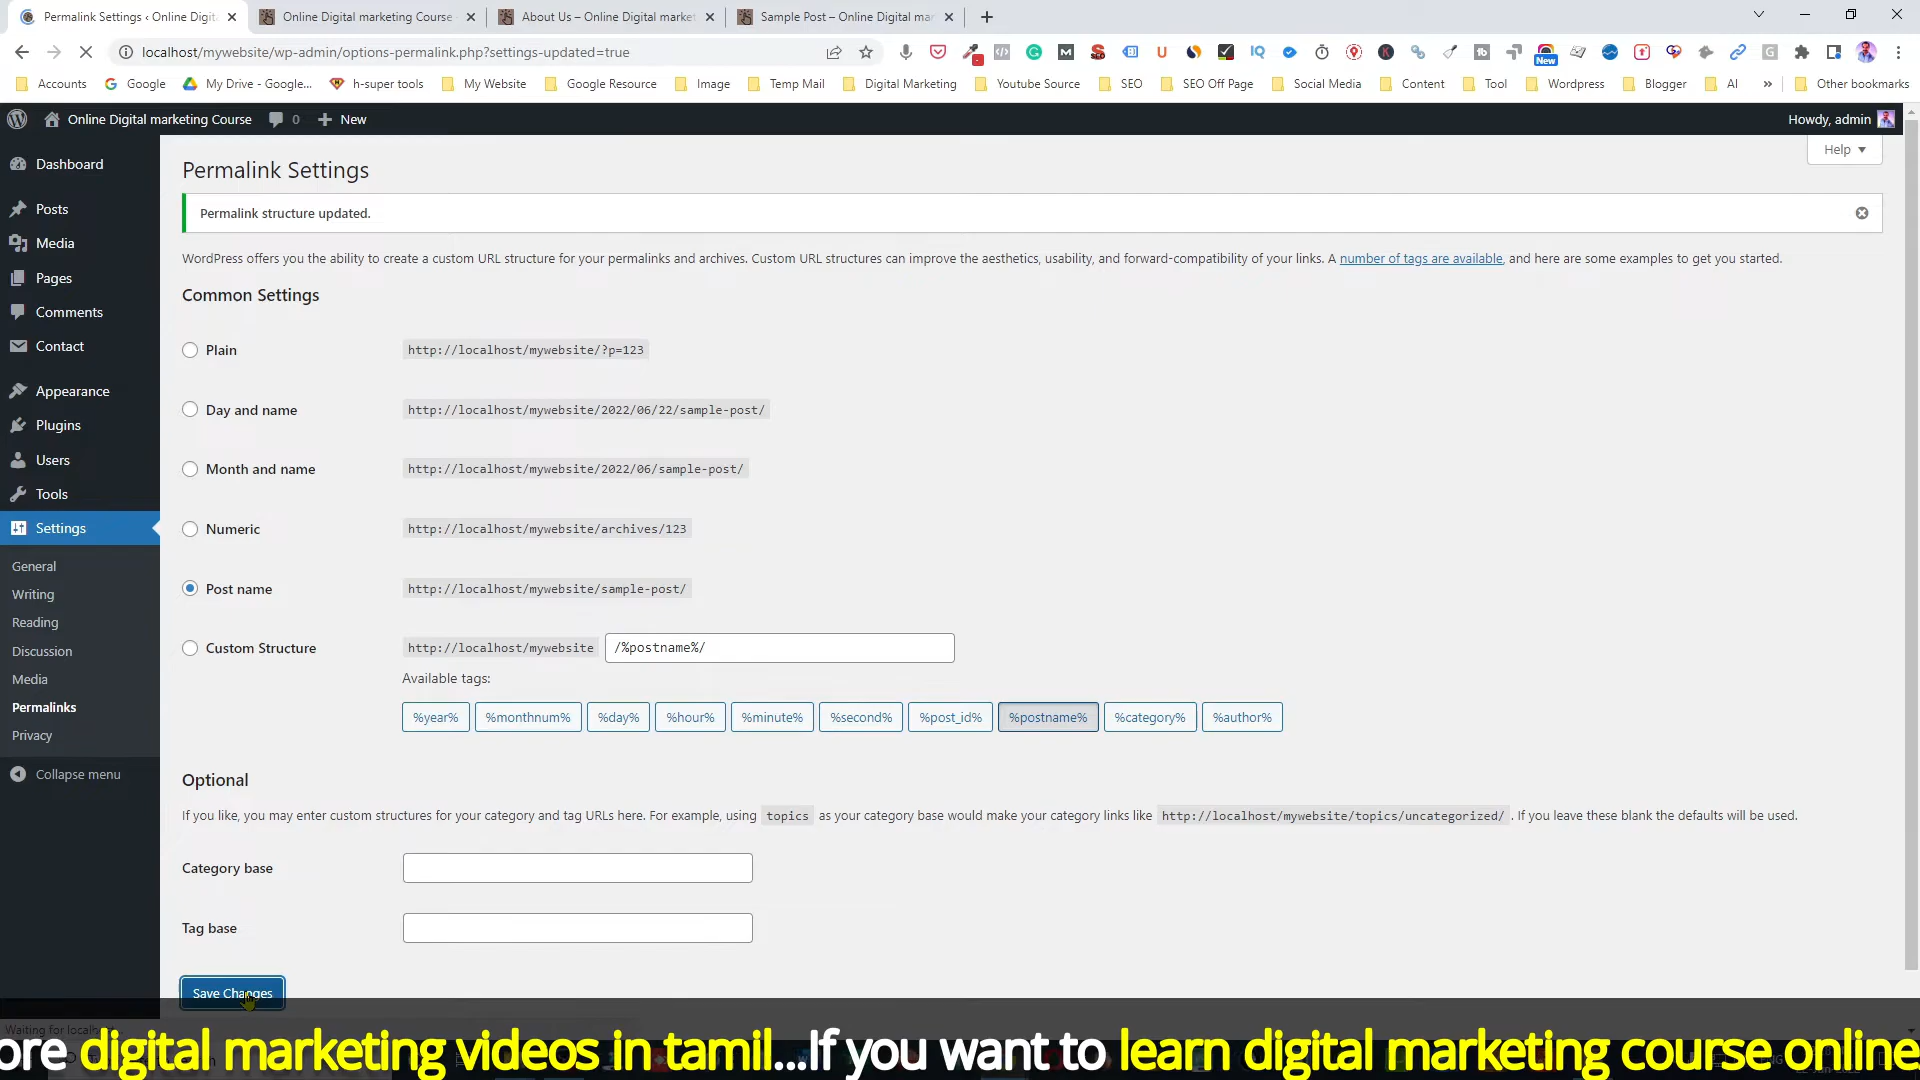 Permalink Settings ‹ Online Digit
Online Digital marketing Course
About Us – Online Digital market
Sample Post – Online Digital mar
localhost/mywebsite/wp-admin/options-permalink.php?settings-updated=true
New
Accounts
Google
My Drive - Google...
h-super tools
My Website
Google Resource
Image
Temp Mail
Digital Marketing
Youtube Source
SEO
SEO Off Page
Social Media
Content
Tool
Wordpress
Blogger
AI
»
Other bookmarks
Online Digital marketing Course
0
New
Howdy, admin
Dashboard
Posts
Media
Pages
Comments
Contact
Appearance
Plugins
Users
Tools
Settings
General
Writing
Reading
Discussion
Media
Permalinks
Privacy
Collapse menu
Help
Permalink Settings
Permalink structure updated.
WordPress offers you the ability to create a custom URL structure for your permalinks and archives. Custom URL structures can improve the aesthetics, usability, and forward-compatibility of your links. A number of tags are available, and here are some examples to get you started.
Common Settings
Plain http://localhost/mywebsite/?p=123
Day and name http://localhost/mywebsite/2022/06/22/sample-post/
Month and name http://localhost/mywebsite/2022/06/sample-post/
Numeric http://localhost/mywebsite/archives/123
Post name http://localhost/mywebsite/sample-post/
Custom Structure http://localhost/mywebsite /%postname%/
Available tags:
%year% %monthnum% %day% %hour% %minute% %second% %post_id% %postname% %category% %author%
Optional
If you like, you may enter custom structures for your category and tag URLs here. For example, using topics as your category base would make your category links like http://localhost/mywebsite/topics/uncategorized/ . If you leave these blank the defaults will be used.
Category base
Tag base
Save Changes
ore digital marketing videos in tamil...If you want to learn digital marketing course online